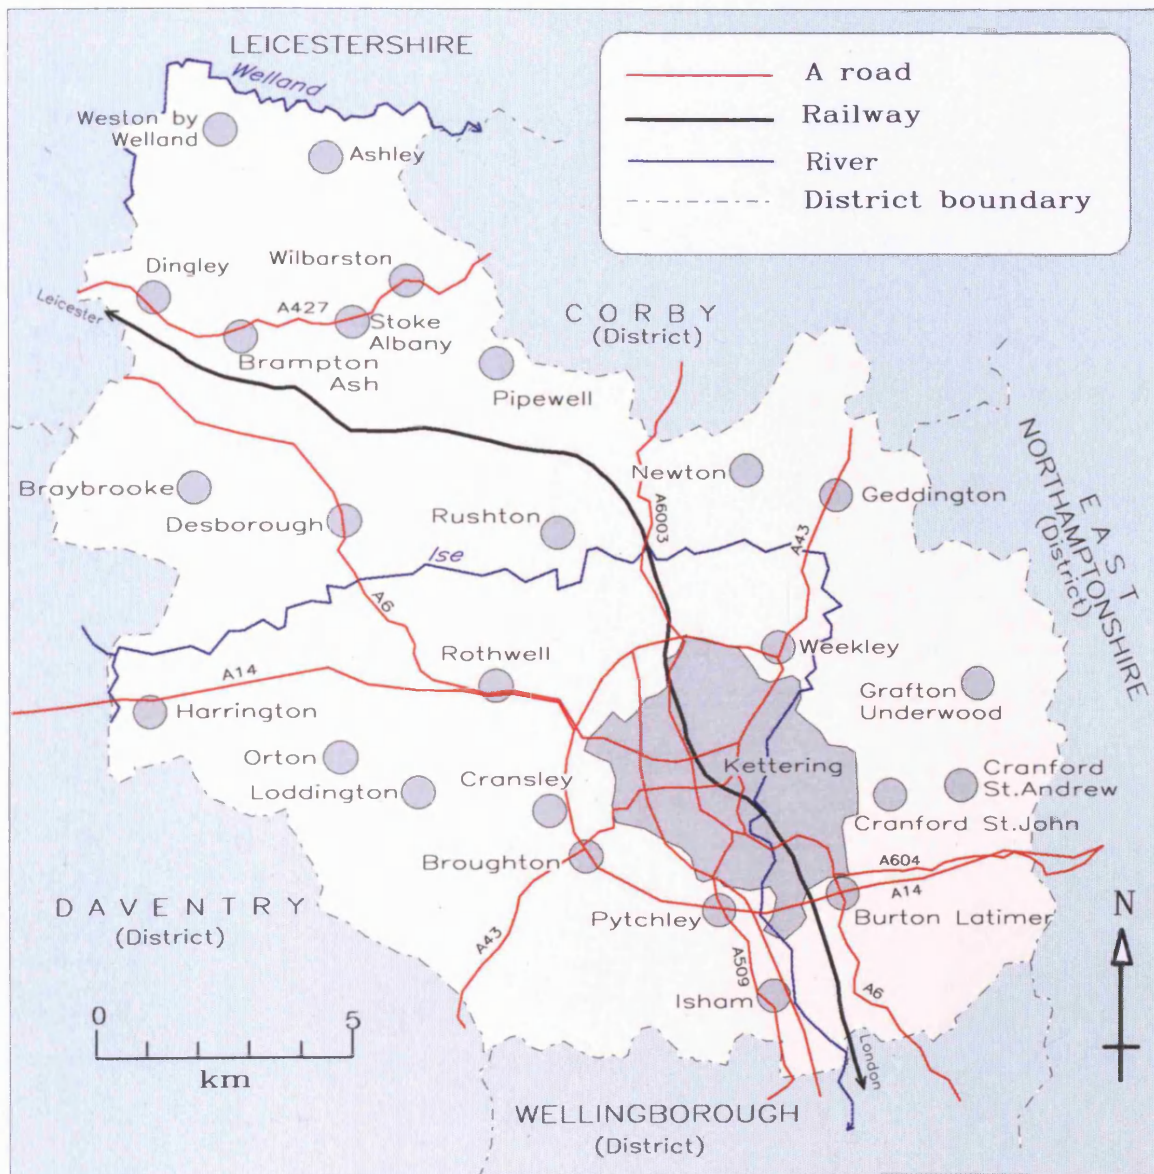 LEICESTERSHIRE
Welland
Weston by
Welland
Ashley
A road
Railway
River
District boundary
Dingley
Wilbarston
Leicester
A427
Stoke
Albany
Brampton
Ash
Pipewell
CORBY
(District)
Braybrooke
Desborough
Rushton
Newton
Geddington
A6003
A43
EAST
NORTHAMPTONSHIRE
(District)
Ise
A6
Rothwell
Weekley
A14
Harrington
Grafton
Underwood
Orton
Loddington
Cransley
Kettering
Cranford
St.Andrew
Cranford St.John
Broughton
A604
A14
Pytchley
Burton Latimer
DAVENTRY
(District)
A43
A509
Isham
A6
N
0 5
km
London
WELLINGBOROUGH
(District)